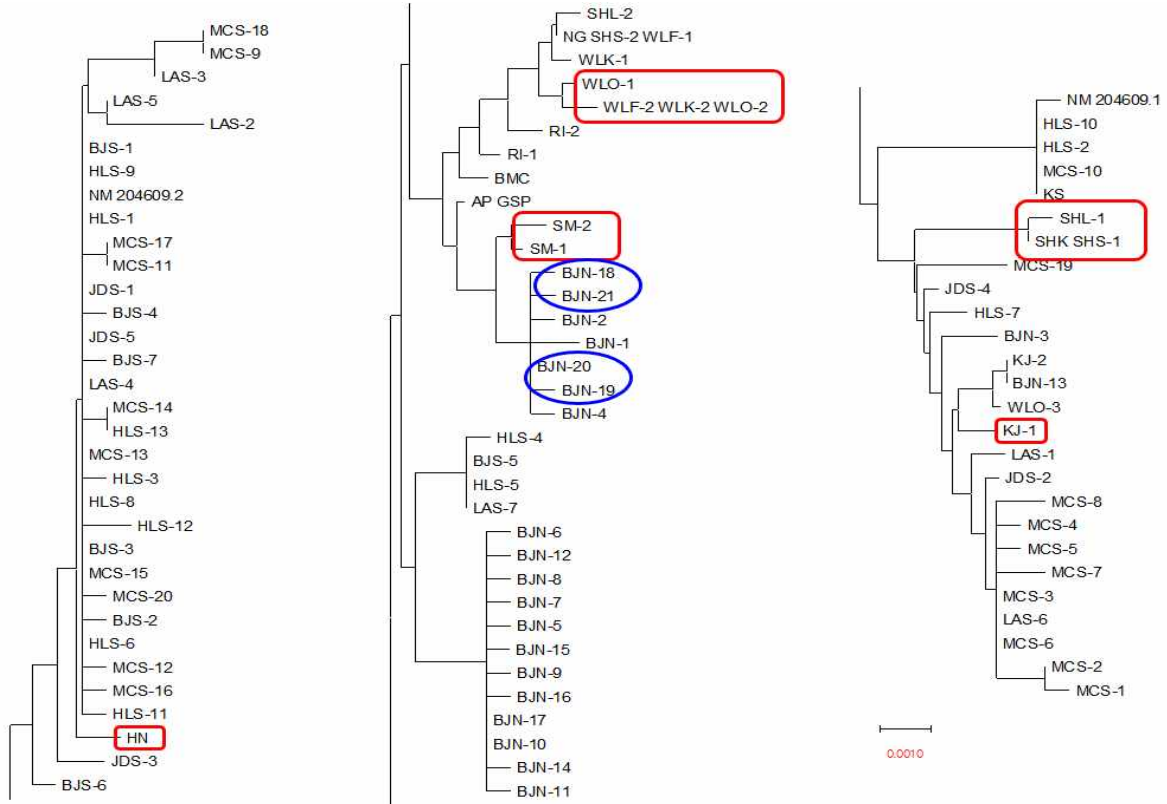 MCS-18
MCS-9
LAS-3
LAS-5
LAS-2
BJS-1
HLS-9
NM 204609.2
HLS-1
MCS-17
MCS-11
JDS-1
BJS-4
JDS-5
BJS-7
LAS-4
MCS-14
HLS-13
MCS-13
HLS-3
HLS-8
HLS-12
BJS-3
MCS-15
MCS-20
BJS-2
HLS-6
MCS-12
MCS-16
HLS-11
HN
JDS-3
BJS-6
SHL-2
NG SHS-2 WLF-1
WLK-1
WLO-1
WLF-2 WLK-2 WLO-2
RI-2
RI-1
BMC
AP GSP
SM-2
SM-1
BJN-18
BJN-21
BJN-2
BJN-1
BJN-20
BJN-19
BJN-4
HLS-4
BJS-5
HLS-5
LAS-7
BJN-6
BJN-12
BJN-8
BJN-7
BJN-5
BJN-15
BJN-9
BJN-16
BJN-17
BJN-10
BJN-14
BJN-11
NM 204609.1
HLS-10
HLS-2
MCS-10
KS
SHL-1
SHK SHS-1
MCS-19
JDS-4
HLS-7
BJN-3
KJ-2
BJN-13
WLO-3
KJ-1
LAS-1
JDS-2
MCS-8
MCS-4
MCS-5
MCS-7
MCS-3
LAS-6
MCS-6
MCS-2
MCS-1
0.0010